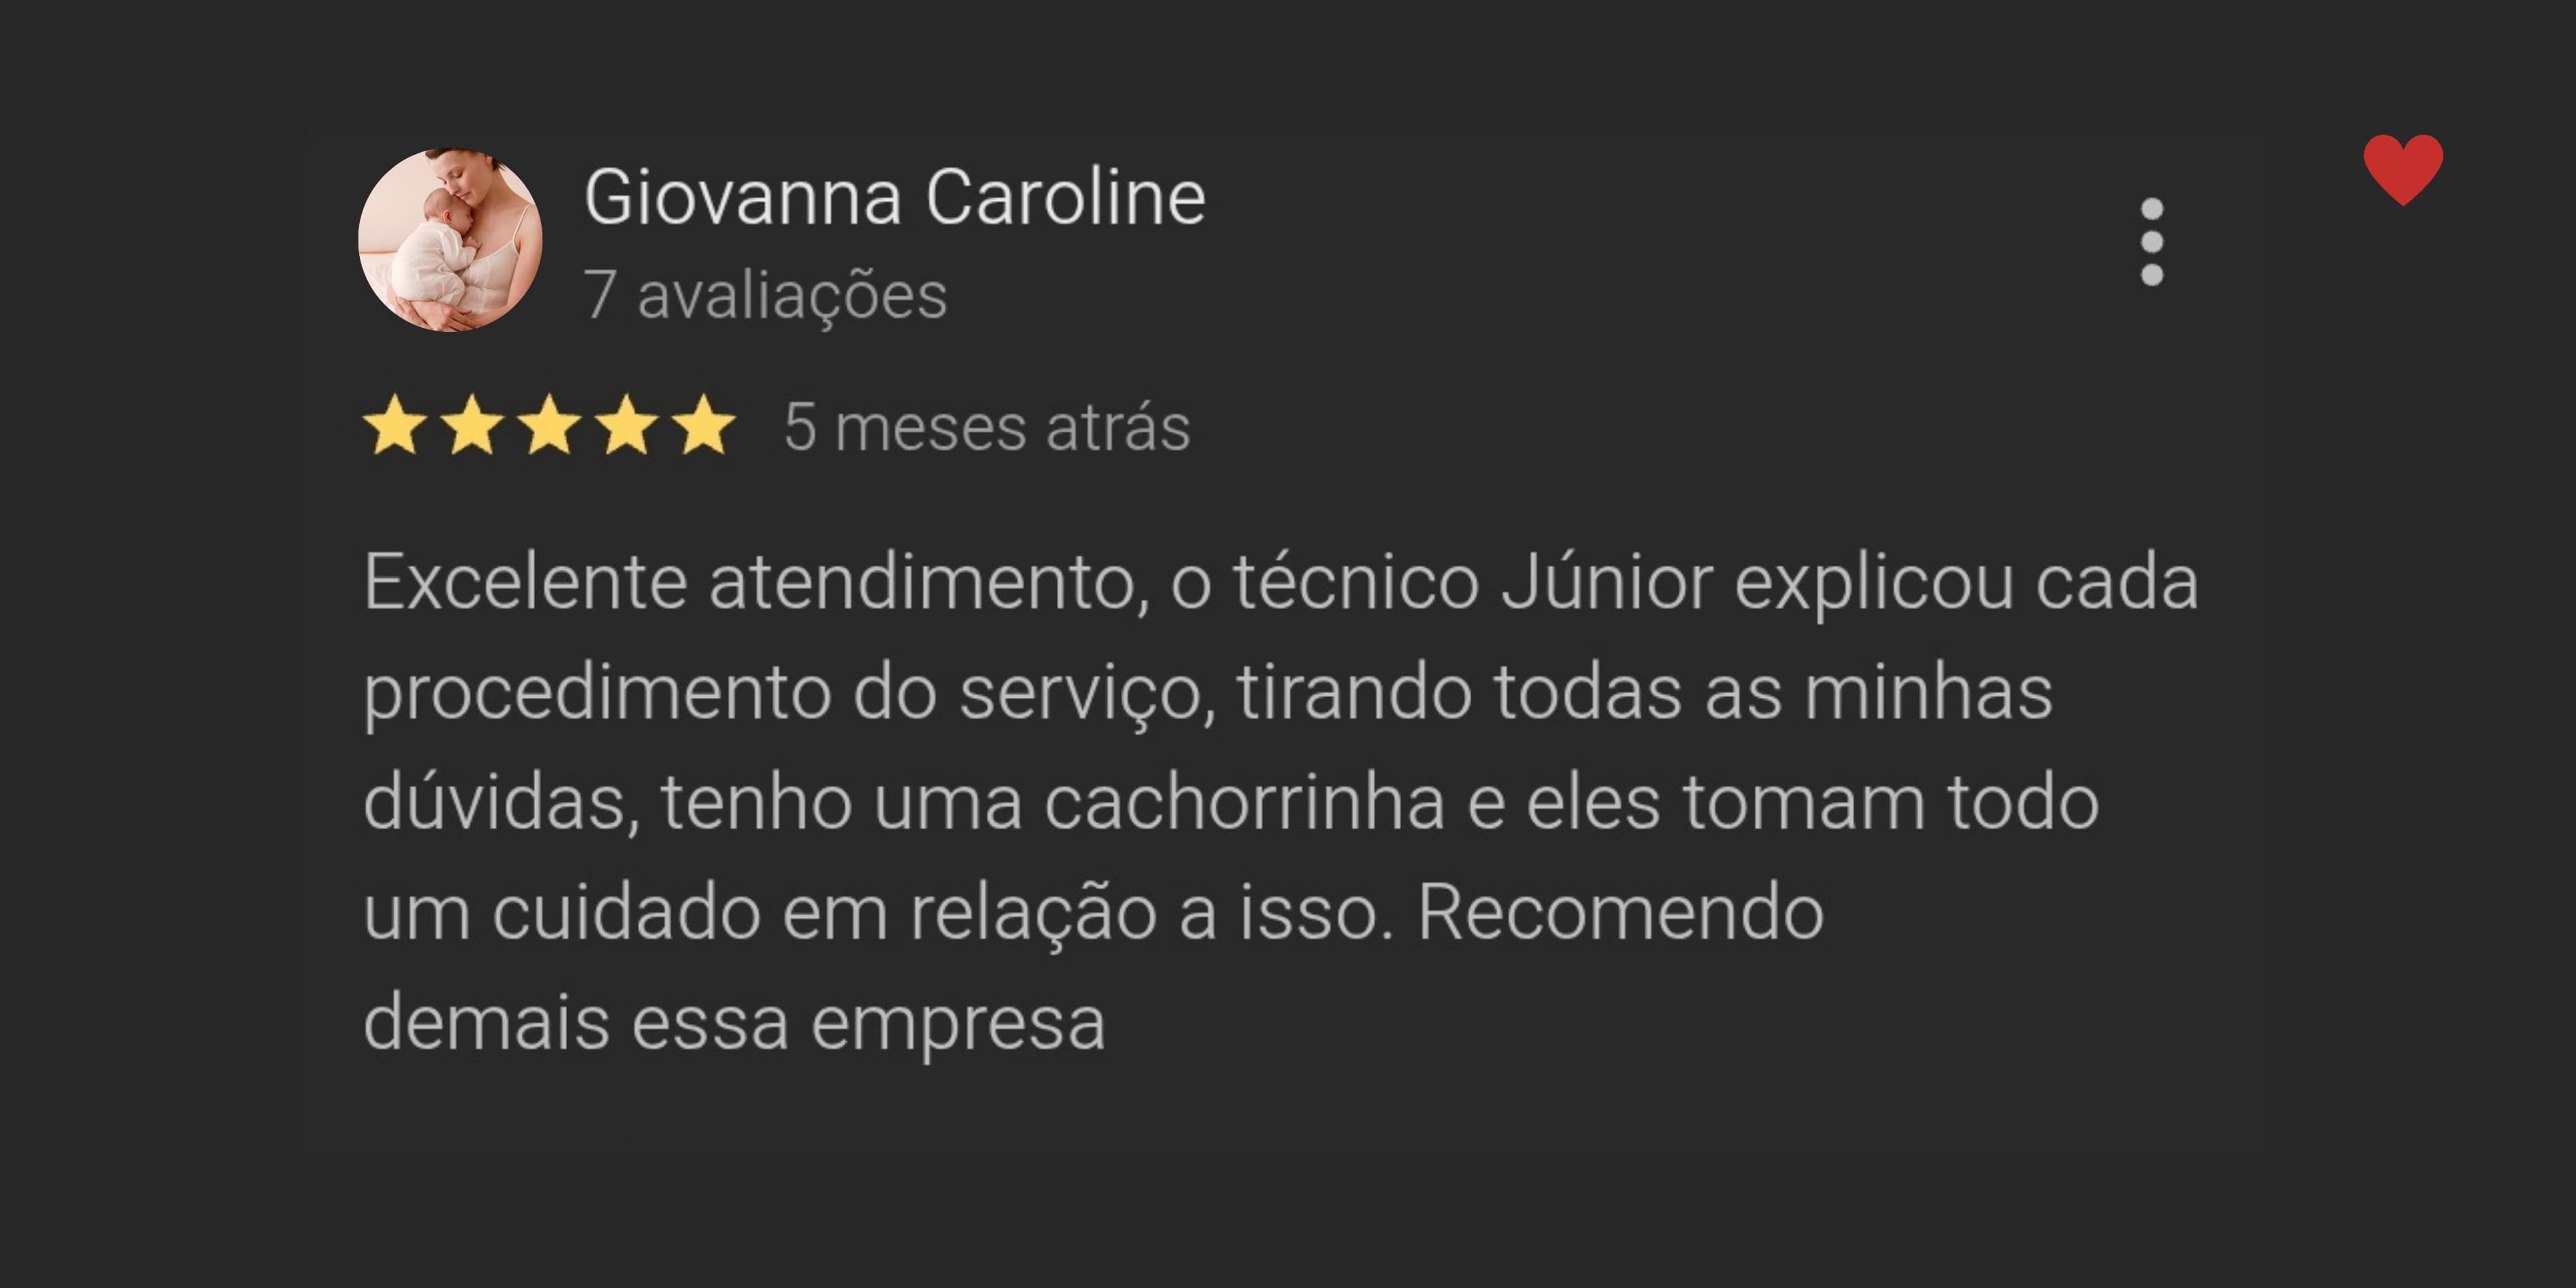 Giovanna Caroline
7 avaliações
5 meses atrás
Excelente atendimento, o técnico Júnior explicou cada
procedimento do serviço, tirando todas as minhas
dúvidas, tenho uma cachorrinha e eles tomam todo
um cuidado em relação a isso. Recomendo
demais essa empresa